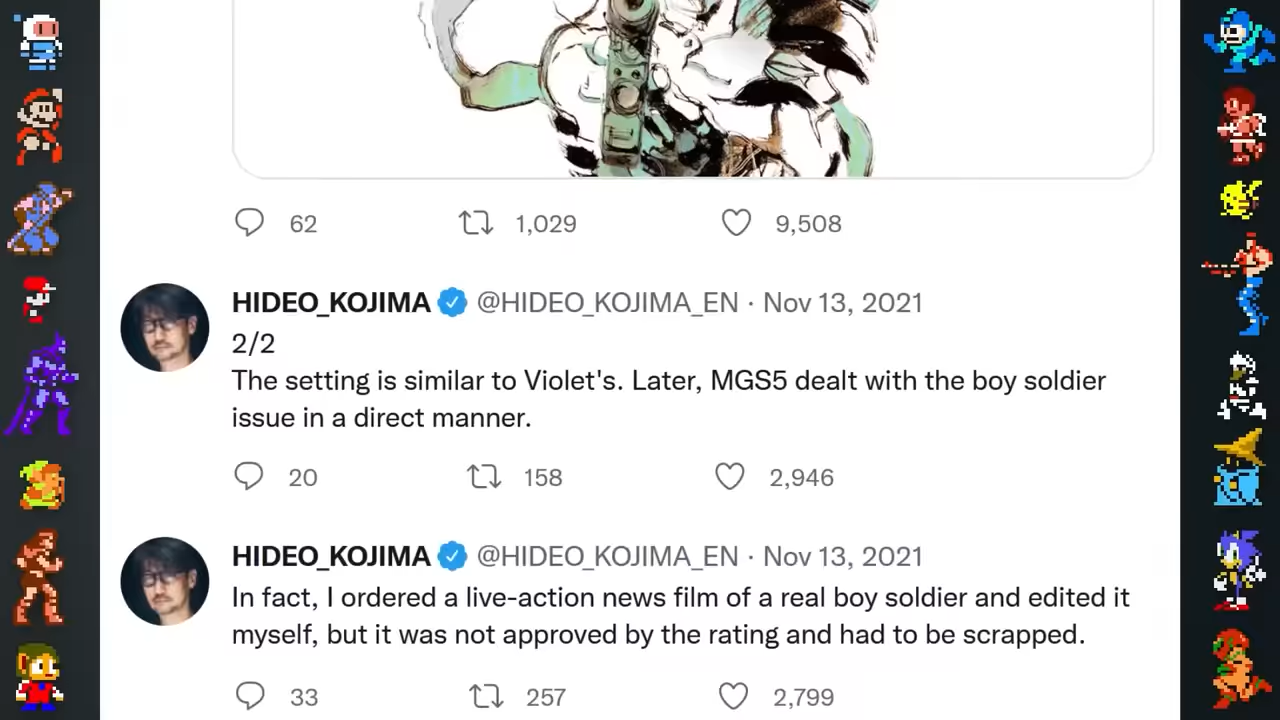 62 1,029 9,508
HIDEO_KOJIMA @HIDEO_KOJIMA_EN · Nov 13, 2021
2/2
The setting is similar to Violet's. Later, MGS5 dealt with the boy soldier
issue in a direct manner.
20 158 2,946
HIDEO_KOJIMA @HIDEO_KOJIMA_EN · Nov 13, 2021
In fact, I ordered a live-action news film of a real boy soldier and edited it
myself, but it was not approved by the rating and had to be scrapped.
33 257 2,799